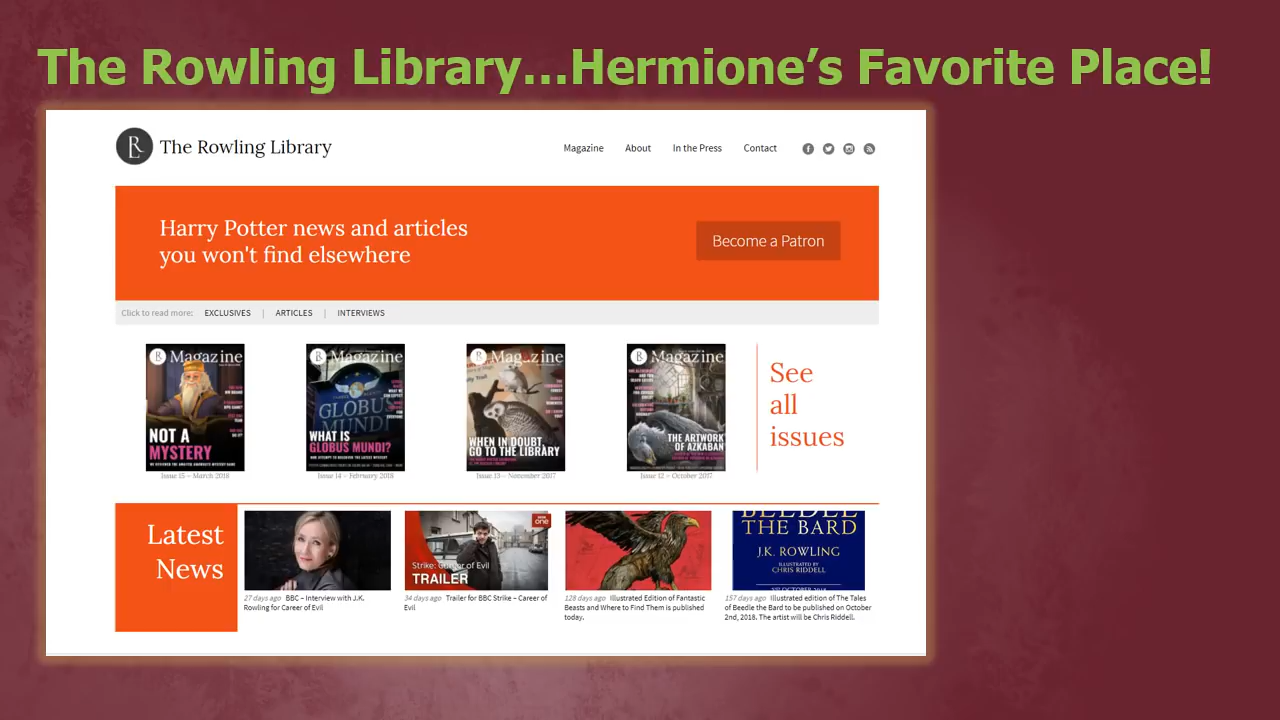 The Rowling Library...Hermione's Favorite Place!
The Rowling Library
Magazine About In the Press Contact
Harry Potter news and articles
you won't find elsewhere
Become a Patron
Click to read more: EXCLUSIVES | ARTICLES | INTERVIEWS
Magazine
NOT A
MYSTERY
Issue 15 – March 2018
Magazine
GLOBUS
MUNDI
WHAT IS
GLOBUS MUNDI?
Issue 14 – February 2018
Magazine
WHEN IN DOUBT
GO TO THE LIBRARY
Issue 13 – November 2017
Magazine
THE ARTWORK
OF AZKABAN
Issue 12 – October 2017
See
all
issues
Latest
News
27 days ago BBC – Interview with J.K.
Rowling for Career of Evil
BBC
one
Strike: Career of Evil
TRAILER
34 days ago Trailer for BBC Strike – Career of
Evil
128 days ago Illustrated Edition of Fantastic
Beasts and Where to Find Them is published
today.
BEEDLE
THE BARD
J.K. ROWLING
ILLUSTRATED BY
CHRIS RIDDELL
157 days ago Illustrated edition of The Tales
of Beedle the Bard to be published on October
2nd, 2018. The artist will be Chris Riddell.